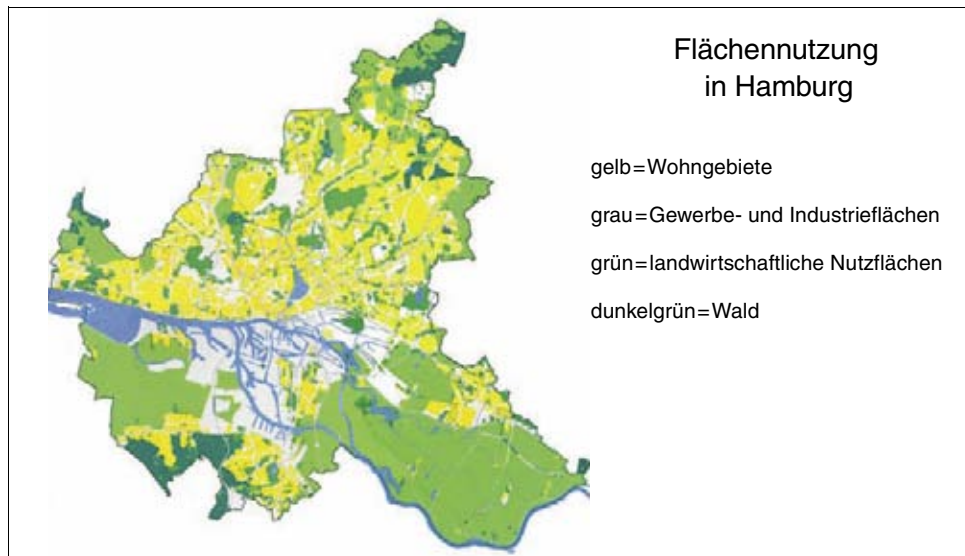 Flächennutzung
in Hamburg
gelb=Wohngebiete
grau=Gewerbe- und Industrieflächen
grün=landwirtschaftliche Nutzflächen
dunkelgrün=Wald